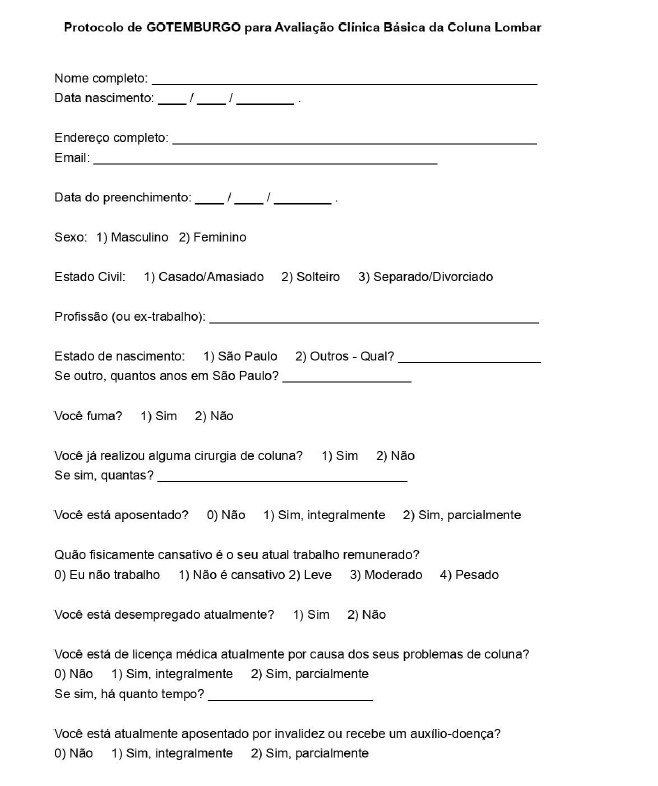 Protocolo de GOTEMBURGO para Avaliação Clínica Básica da Coluna Lombar
Nome completo: ____________________
Data nascimento: ____ / ____ / ________ .
Endereço completo: ____________________
Email: ____________________
Data do preenchimento: ____ / ____ / ________ .
Sexo: 1) Masculino 2) Feminino
Estado Civil: 1) Casado/Amasiado 2) Solteiro 3) Separado/Divorciado
Profissão (ou ex-trabalho): ____________________
Estado de nascimento: 1) São Paulo 2) Outros - Qual? ____________________
Se outro, quantos anos em São Paulo? __________________
Você fuma? 1) Sim 2) Não
Você já realizou alguma cirurgia de coluna? 1) Sim 2) Não
Se sim, quantas? ____________________
Você está aposentado? 0) Não 1) Sim, integralmente 2) Sim, parcialmente
Quão fisicamente cansativo é o seu atual trabalho remunerado?
0) Eu não trabalho 1) Não é cansativo 2) Leve 3) Moderado 4) Pesado
Você está desempregado atualmente? 1) Sim 2) Não
Você está de licença médica atualmente por causa dos seus problemas de coluna?
0) Não 1) Sim, integralmente 2) Sim, parcialmente
Se sim, há quanto tempo? ____________________
Você está atualmente aposentado por invalidez ou recebe um auxílio-doença?
0) Não 1) Sim, integralmente 2) Sim, parcialmente